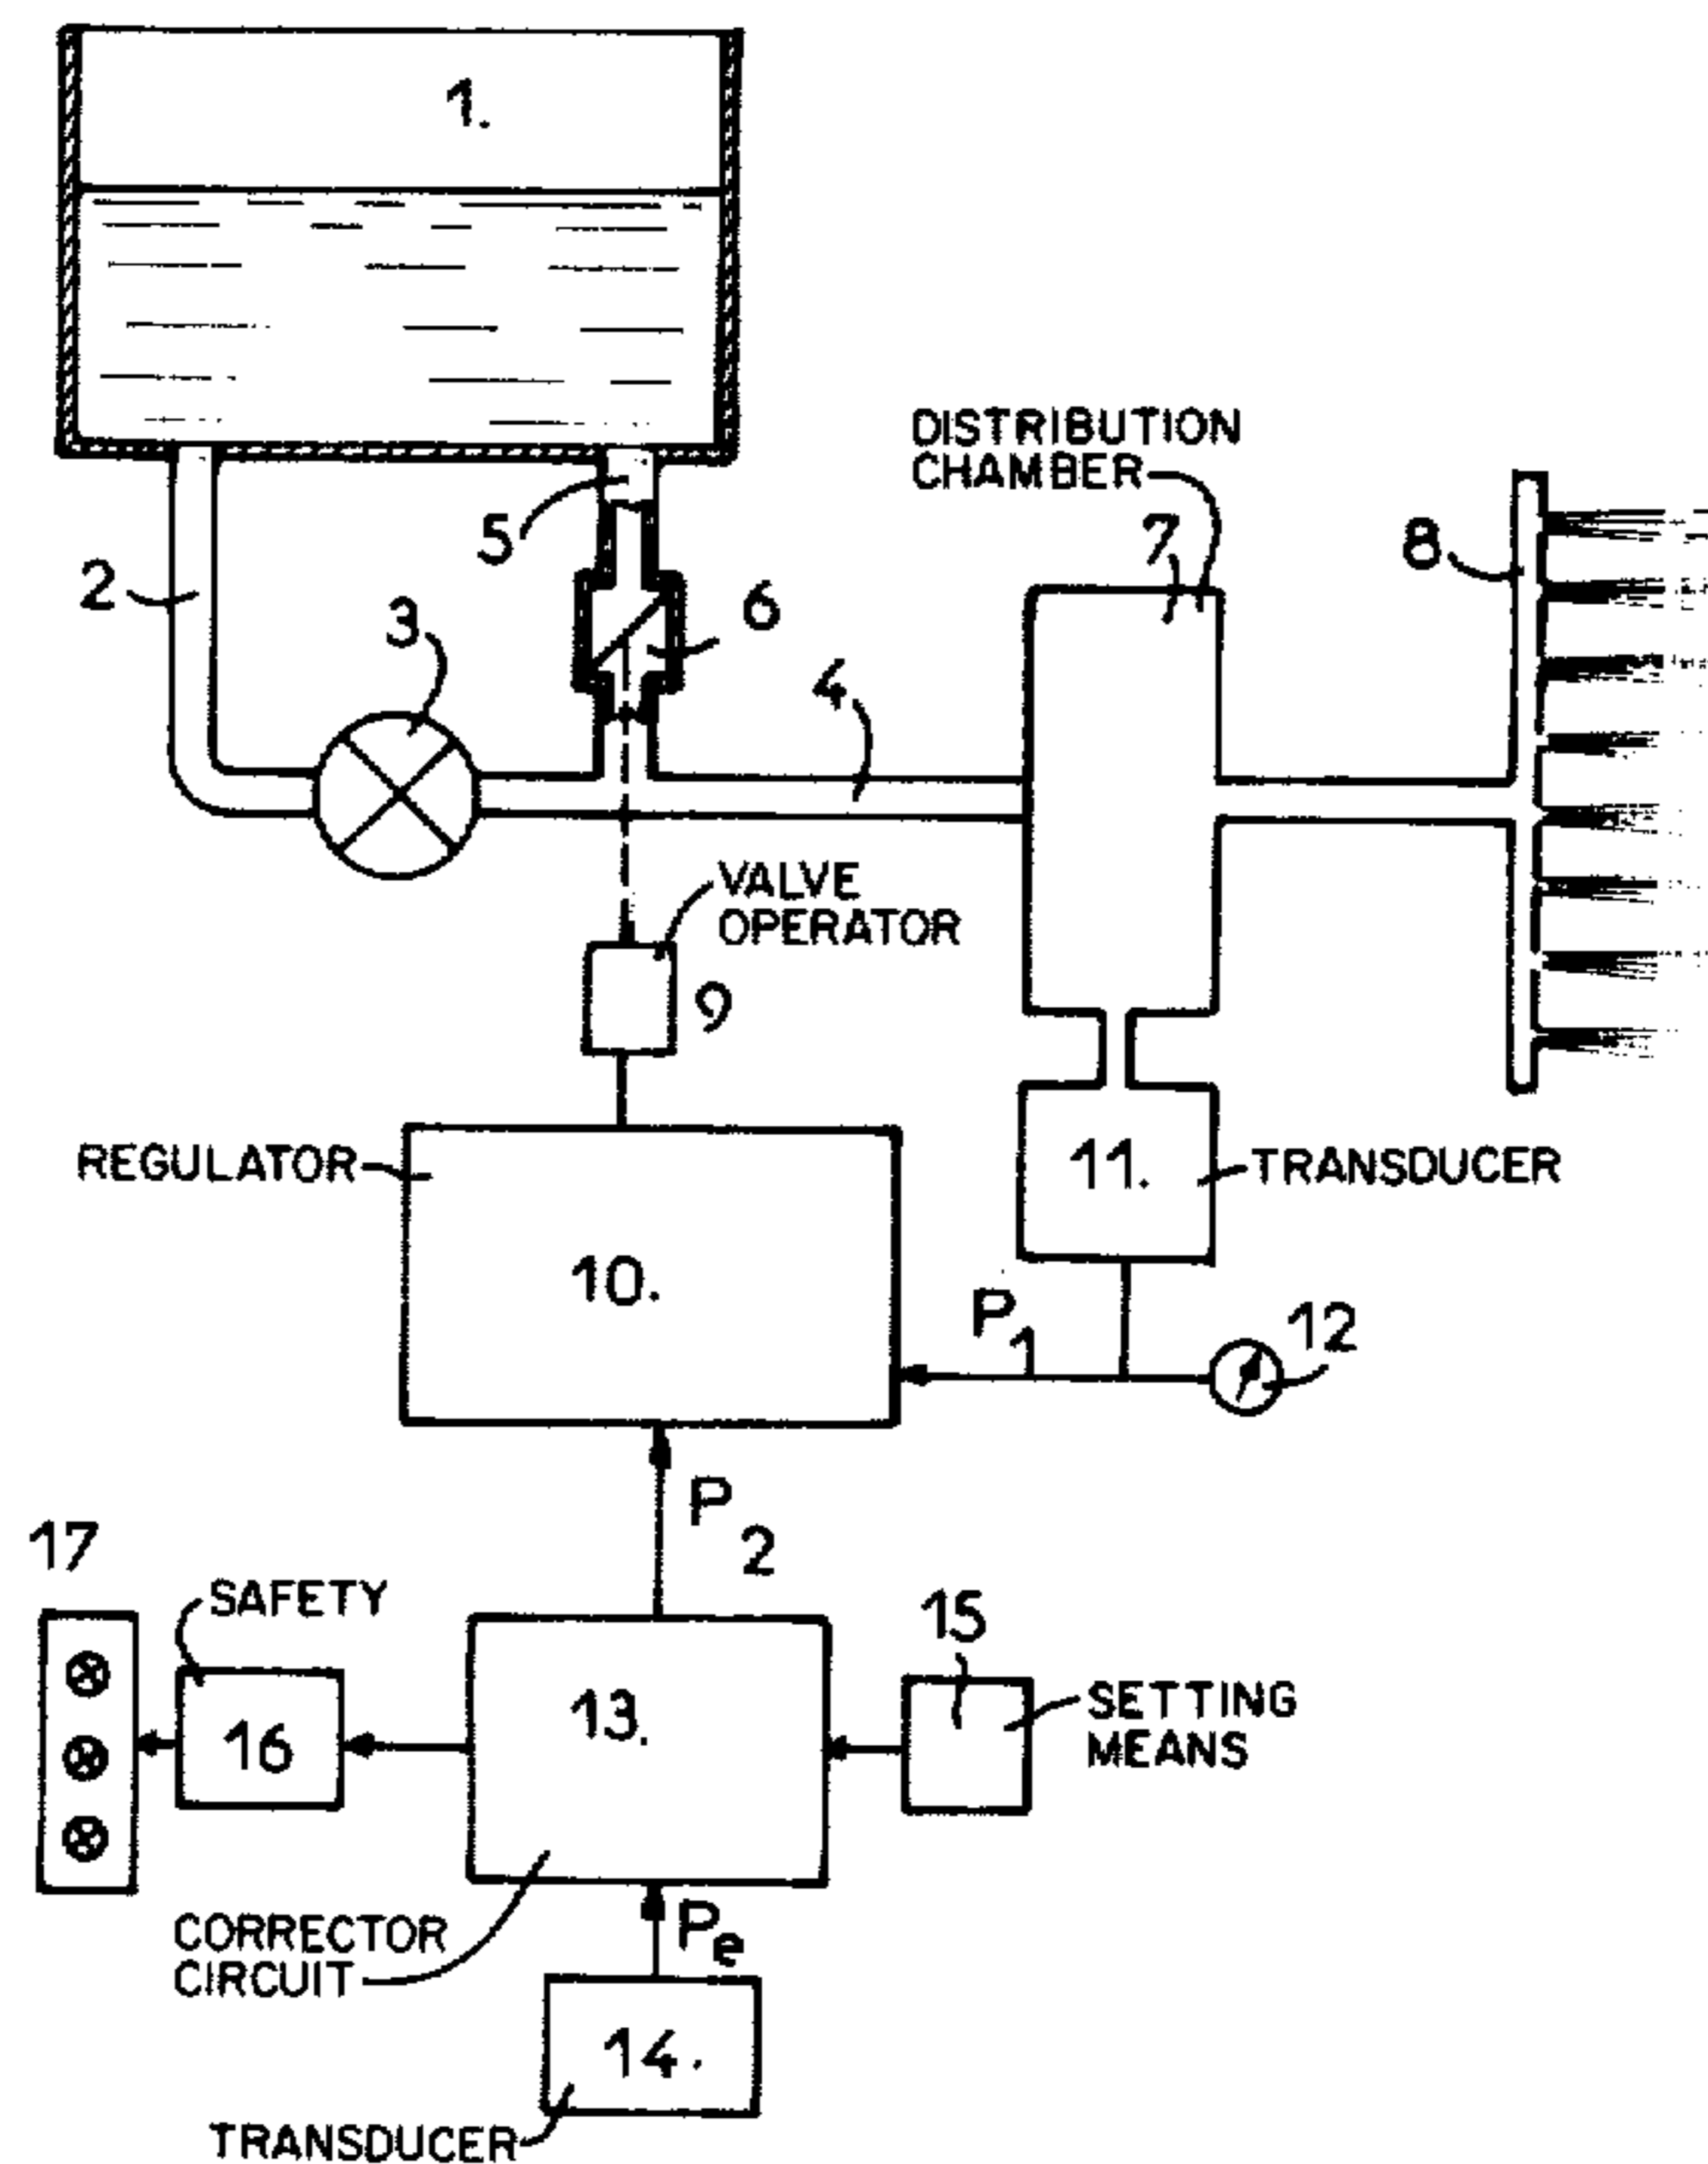 1.
DISTRIBUTION
CHAMBER
5
7
8
2
3
6
4
VALVE
OPERATOR
9
REGULATOR
11.
TRANSDUCER
10.
P1
12
P2
17
SAFETY
15
13.
SETTING
MEANS
16
CORRECTOR
CIRCUIT
Pe
14.
TRANSDUCER